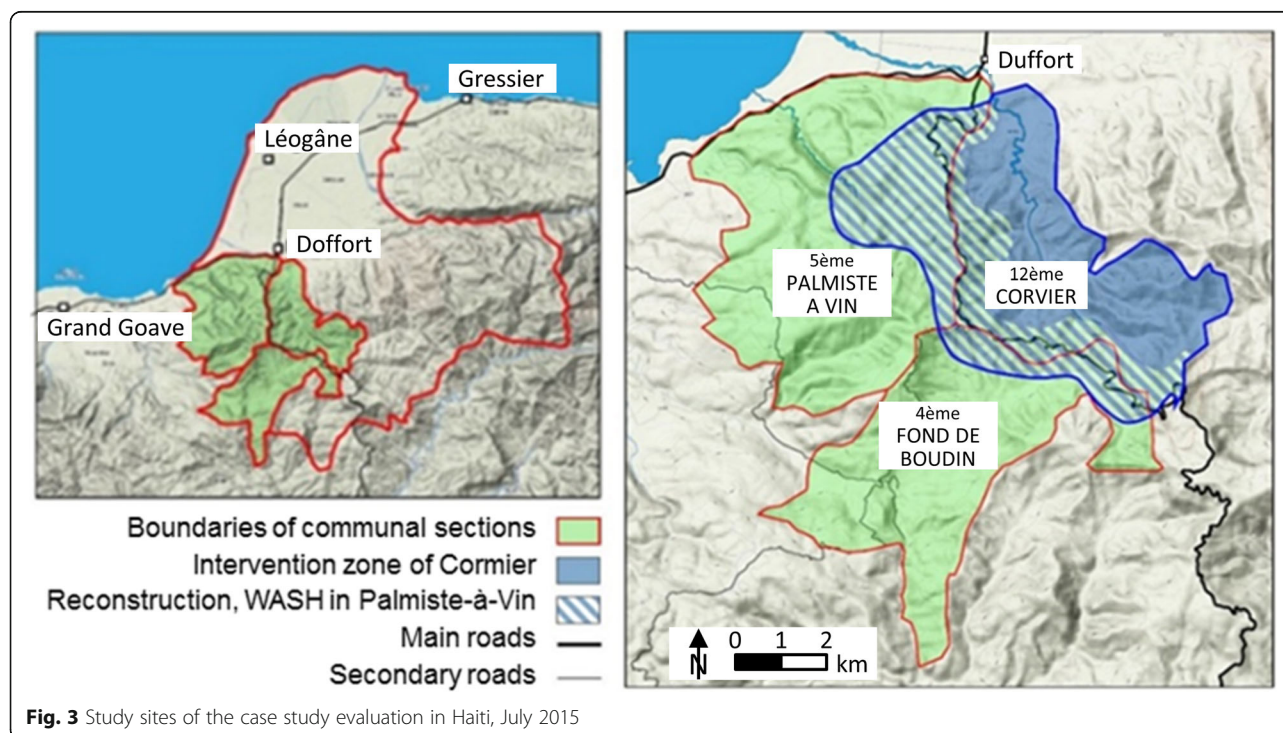 Gressier
Léogâne
Doffort
Grand Goave
Duffort
5ème
PALMISTE
A VIN
12ème
CORVIER
4ème
FOND DE
BOUDIN
Boundaries of communal sections
Intervention zone of Cormier
Reconstruction, WASH in Palmiste-à-Vin
Main roads
Secondary roads
N
0 1 2
km
Fig. 3 Study sites of the case study evaluation in Haiti, July 2015